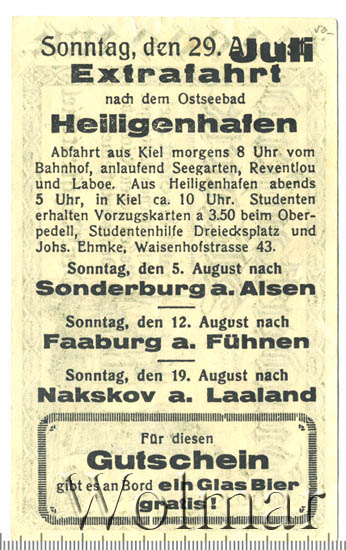 50.-
Sonntag, den 29. Juli
Extrafahrt
nach dem Ostseebad
Heiligenhafen
Abfahrt aus Kiel morgens 8 Uhr vom
Bahnhof, anlaufend Seegarten, Reventlou
und Laboe. Aus Heiligenhafen abends
5 Uhr, in Kiel ca. 10 Uhr. Studenten
erhalten Vorzugskarten a 3.50 beim Ober-
pedell, Studentenhilfe Dreiecksplatz und
Johs. Ehmke, Waisenhofstrasse 43.
Sonntag, den 5. August nach
Sonderburg a. Alsen
Sonntag, den 12. August nach
Faaburg a. Fühnen
Sonntag, den 19. August nach
Nakskov a. Laaland
Für diesen
Gutschein
gibt es an Bord ein Glas Bier
gratis!
Wolmar